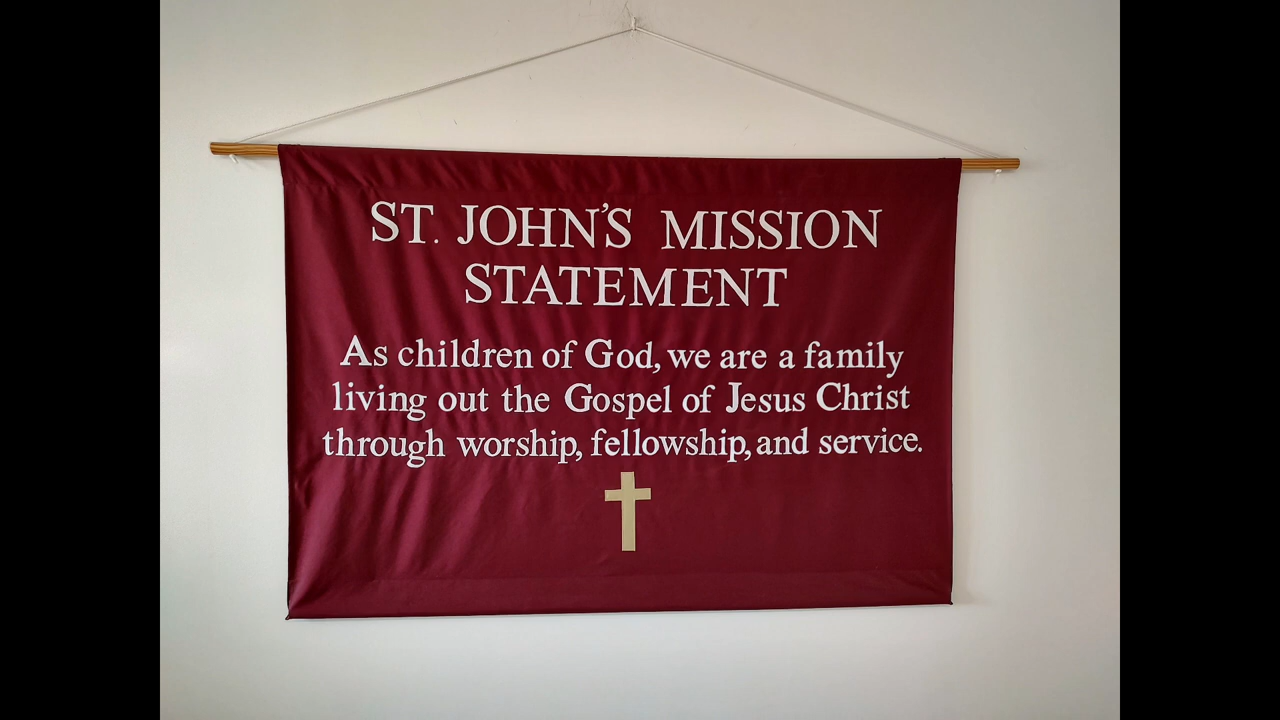 ST. JOHN'S MISSION
STATEMENT
As children of God, we are a family
living out the Gospel of Jesus Christ
through worship, fellowship, and service.